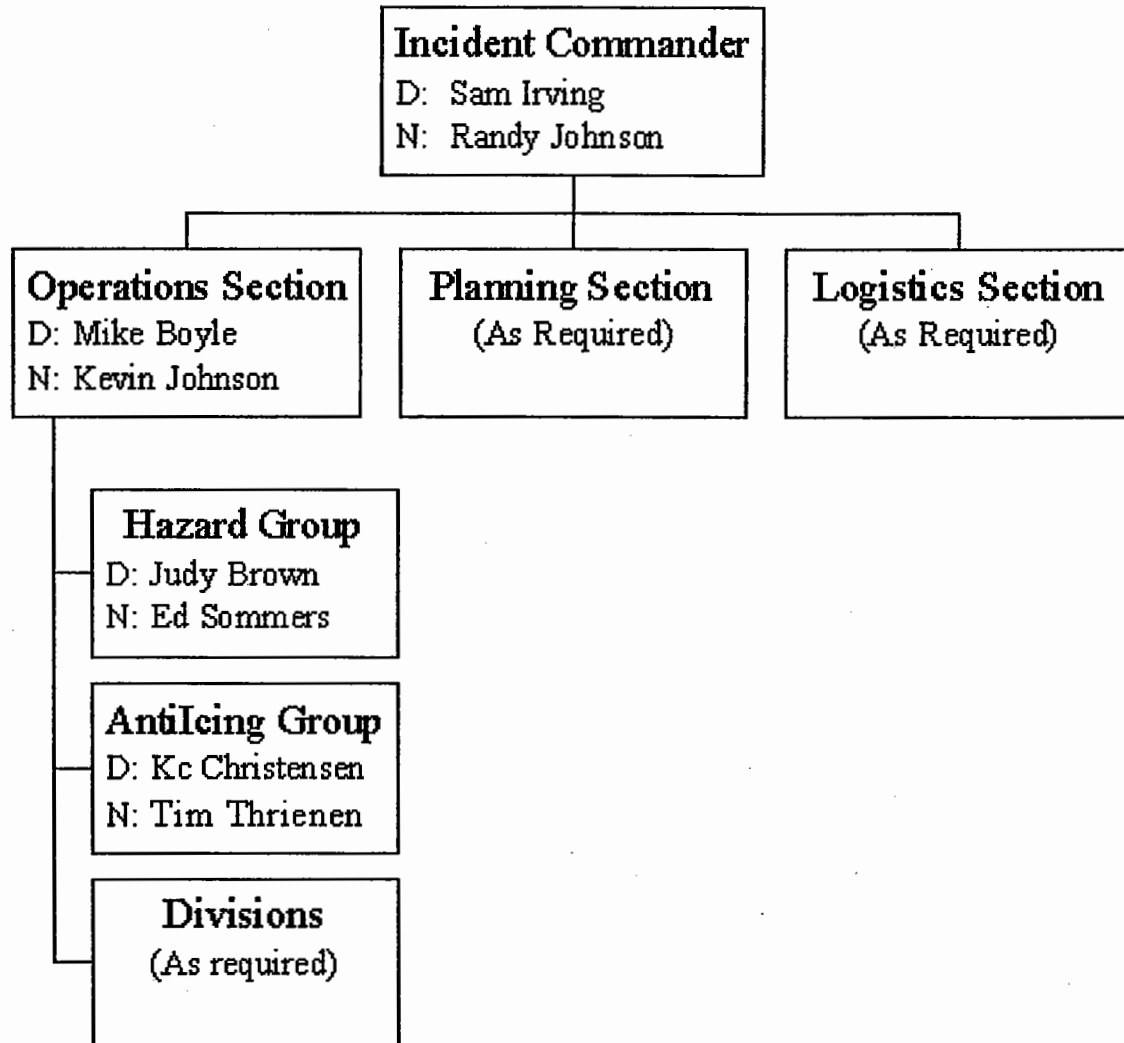 Incident Commander
D: Sam Irving
N: Randy Johnson
Operations Section
D: Mike Boyle
N: Kevin Johnson
Planning Section
(As Required)
Logistics Section
(As Required)
Hazard Group
D: Judy Brown
N: Ed Sommers
AntiIcing Group
D: Kc Christensen
N: Tim Thrienen
Divisions
(As required)